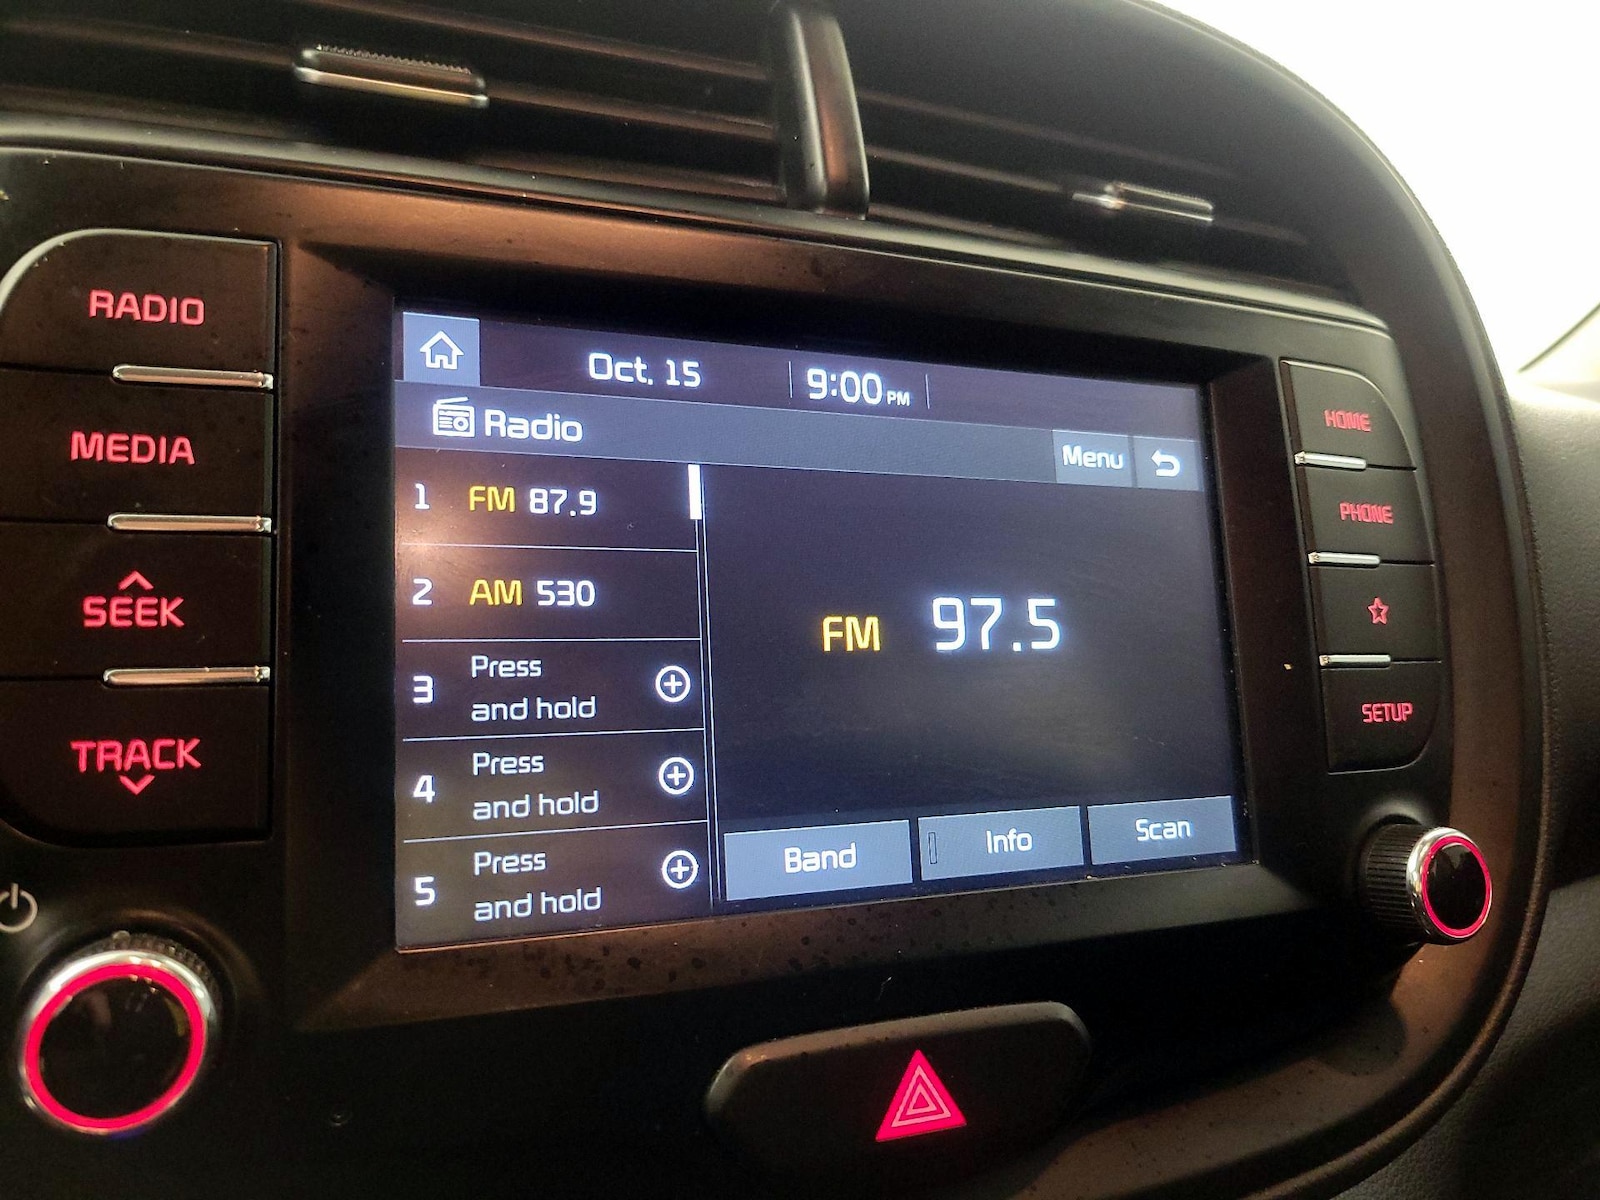 RADIO
MEDIA
SEEK
TRACK
Oct. 15 9:00 PM
Radio
Menu
1 FM 87.9
2 AM 530
3 Press
and hold
4 Press
and hold
5 Press
and hold
FM 97.5
Band Info Scan
HOME
PHONE
SETUP